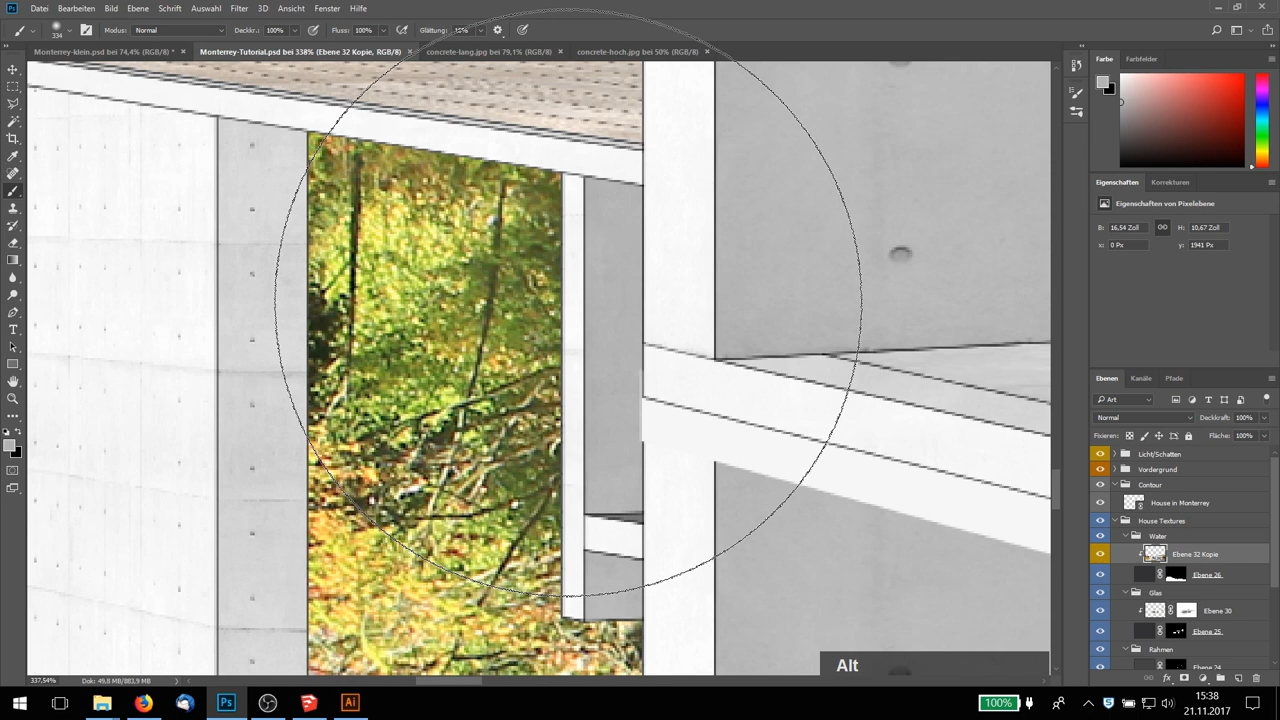 Datei Bearbeiten Bild Ebene Schrift Auswahl Filter 3D Ansicht Fenster Hilfe
334 Modus: Normal Deckkr.: 100% Fluss: 100% Glättung: 10%
Monterrey-klein.psd bei 74,4% (RGB/8) * × Monterrey-Tutorial.psd bei 338% (Ebene 32 Kopie, RGB/8) × concrete-lang.jpg bei 79,1% (RGB/8) × concrete-hoch.jpg bei 50% (RGB/8) ×
Farbe Farbfelder
Eigenschaften Korrekturen
Eigenschaften von Pixelebene
B: 16,54 Zoll H: 10,67 Zoll
x: 0 Px y: 1941 Px
Ebenen Kanäle Pfade
Art
Normal Deckkraft: 100%
Fixieren: Fläche: 100%
Licht/Schatten
Vordergrund
Contour
House in Monterrey
House Textures
Water
Ebene 32 Kopie
Ebene 26
Glas
Ebene 30
Ebene 25
Rahmen
Ebene 24
Alt
337,54% Dok: 49,8 MB/883,9 MB
100% 15:38
21.11.2017